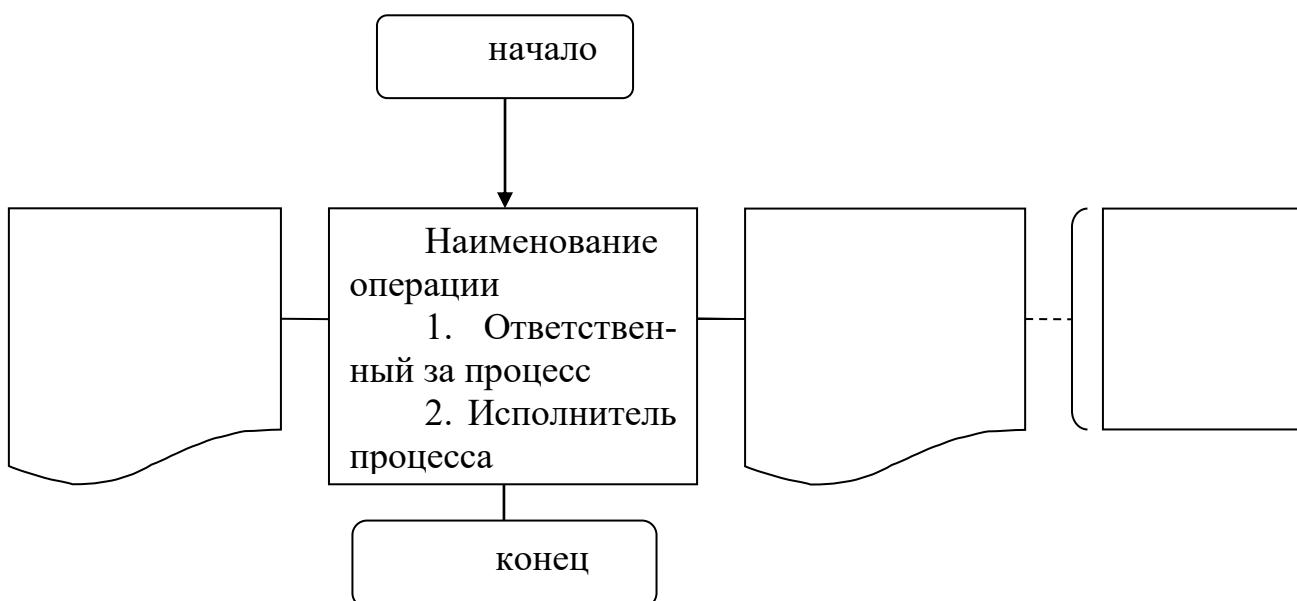 начало
Наименование
операции
1. Ответствен-
ный за процесс
2. Исполнитель
процесса
конец